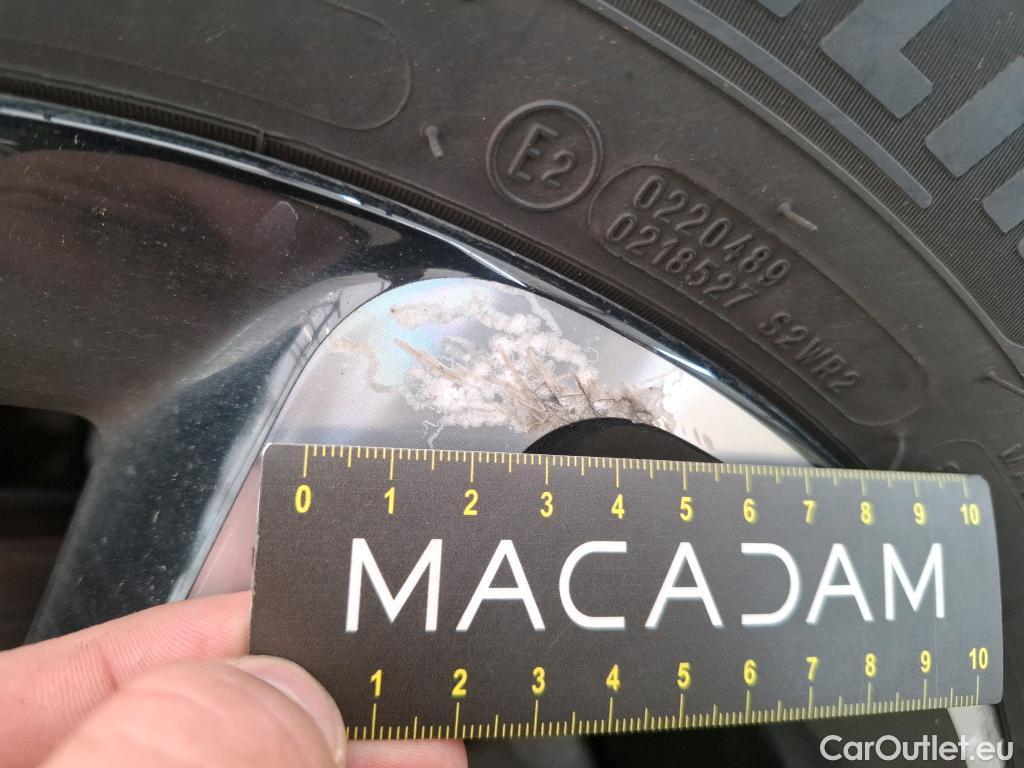 E2
0220489
0218527 S2WR2
0 1 2 3 4 5 6 7 8 9 10
MACADAM
1 2 3 4 5 6 7 8 9 10
CarOutlet.eu